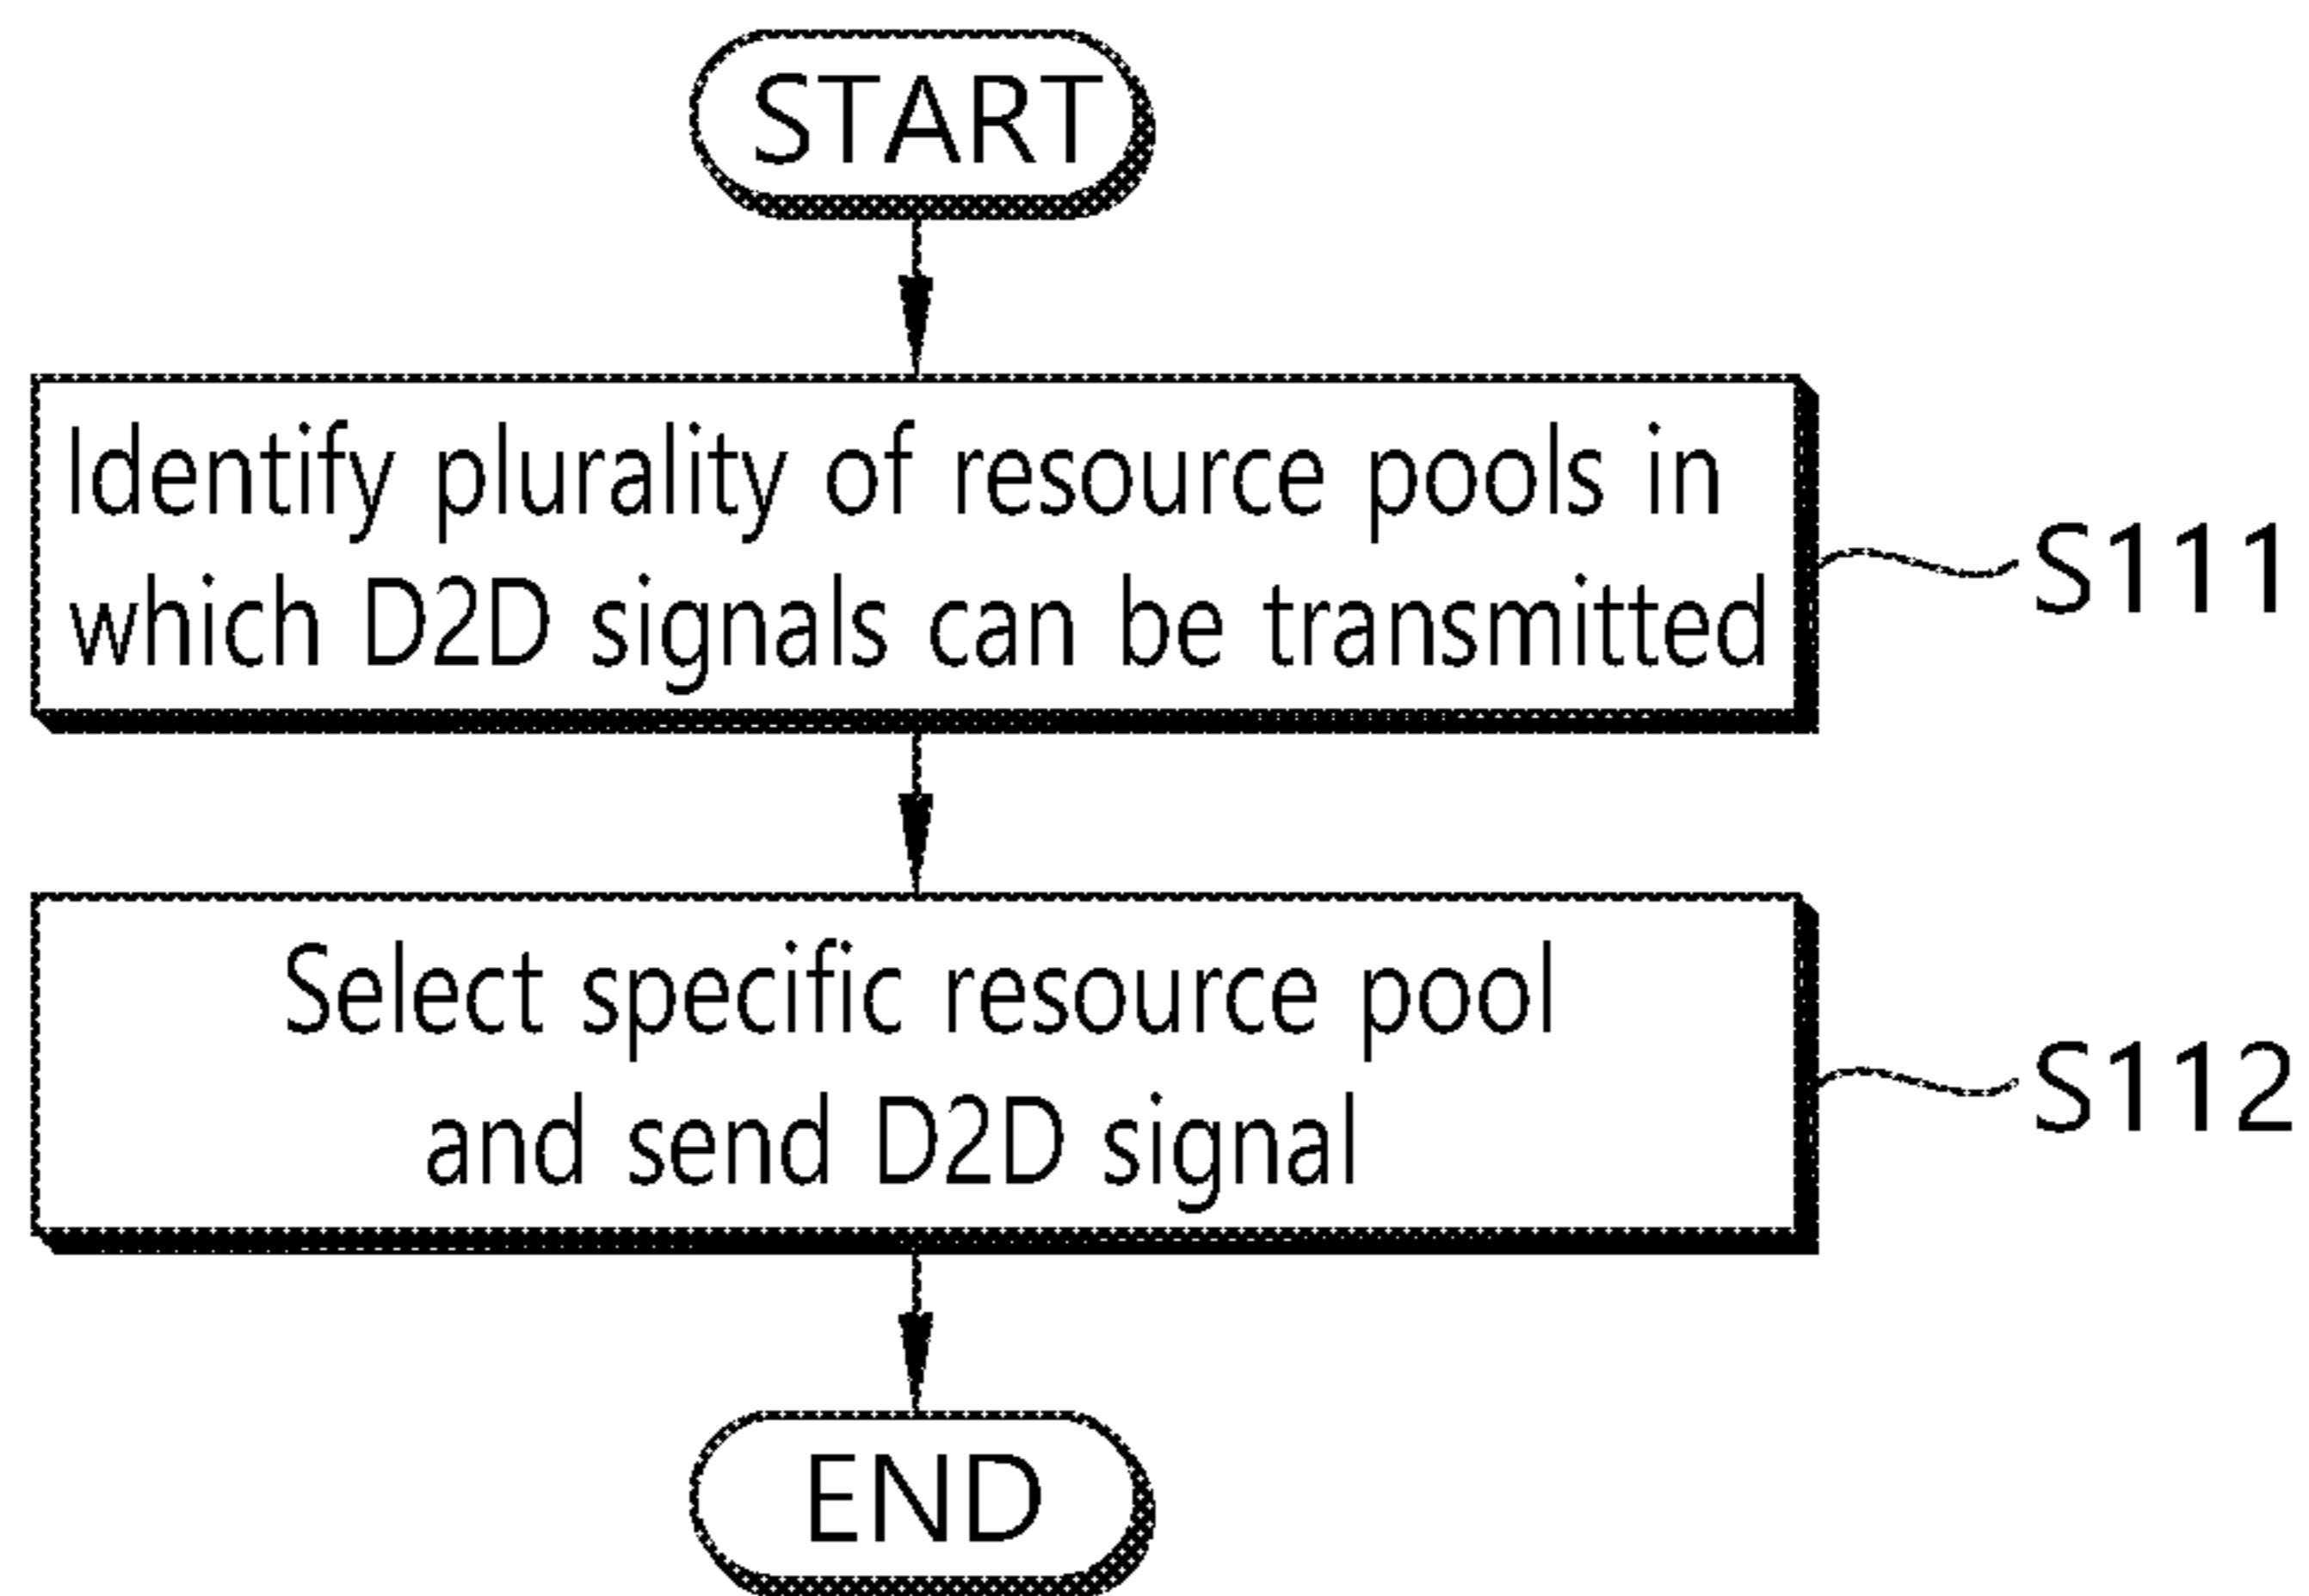 START
Identify plurality of resource pools in
which D2D signals can be transmitted
S111
Select specific resource pool
and send D2D signal
S112
END